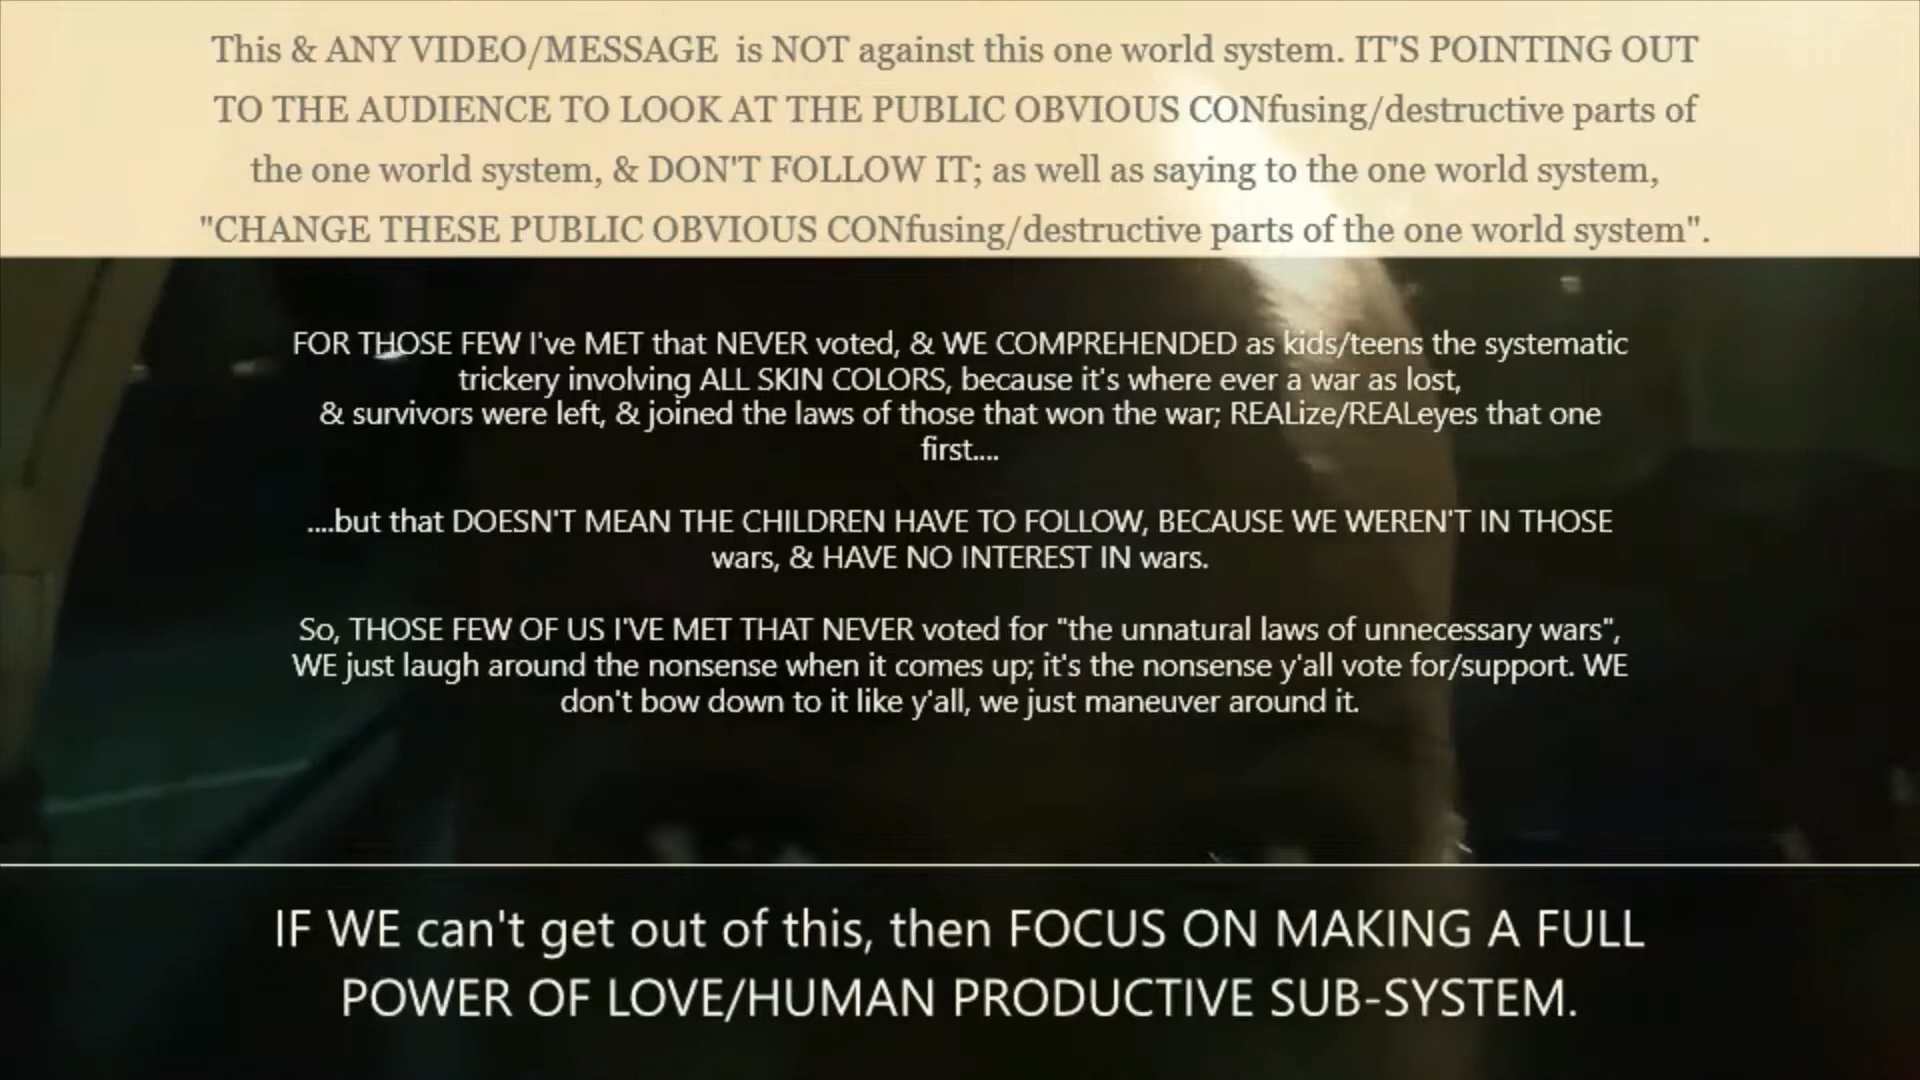 This & ANY VIDEO/MESSAGE is NOT against this one world system. IT'S POINTING OUT
TO THE AUDIENCE TO LOOK AT THE PUBLIC OBVIOUS CONfusing/destructive parts of
the one world system, & DON'T FOLLOW IT; as well as saying to the one world system,
"CHANGE THESE PUBLIC OBVIOUS CONfusing/destructive parts of the one world system".
FOR THOSE FEW I've MET that NEVER voted, & WE COMPREHENDED as kids/teens the systematic
trickery involving ALL SKIN COLORS, because it's where ever a war as lost,
& survivors were left, & joined the laws of those that won the war; REALize/REALeyes that one
first....
....but that DOESN'T MEAN THE CHILDREN HAVE TO FOLLOW, BECAUSE WE WEREN'T IN THOSE
wars, & HAVE NO INTEREST IN wars.
So, THOSE FEW OF US I'VE MET THAT NEVER voted for "the unnatural laws of unnecessary wars",
WE just laugh around the nonsense when it comes up; it's the nonsense y'all vote for/support. WE
don't bow down to it like y'all, we just maneuver around it.
IF WE can't get out of this, then FOCUS ON MAKING A FULL
POWER OF LOVE/HUMAN PRODUCTIVE SUB-SYSTEM.